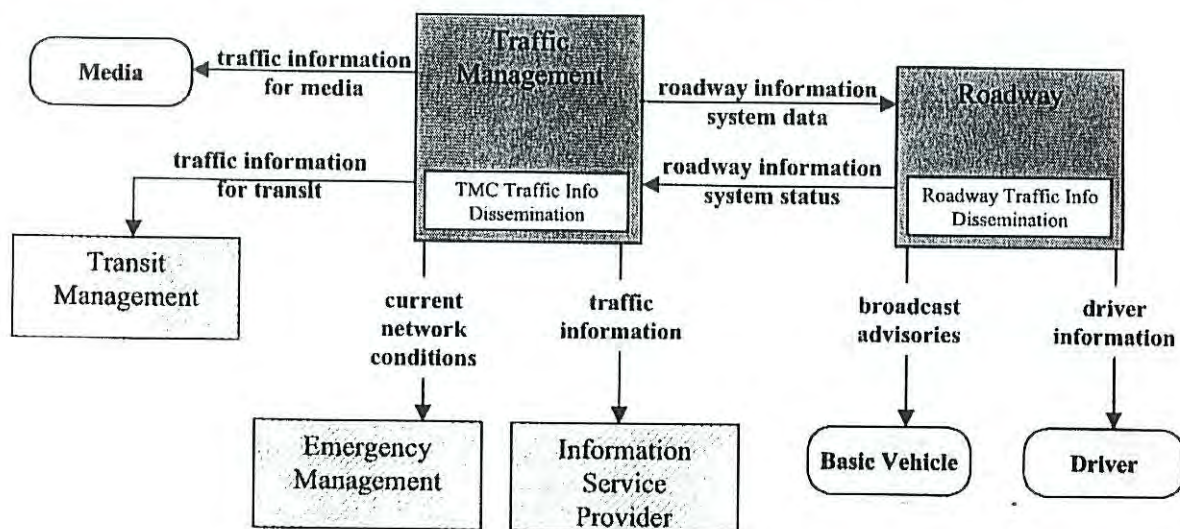 Media
traffic information
for media
Traffic
Management
roadway information
system data
Roadway
traffic information
for transit
TMC Traffic Info
Dissemination
roadway information
system status
Roadway Traffic Info
Dissemination
Transit
Management
current
network
conditions
traffic
information
broadcast
advisories
driver
information
Emergency
Management
Information
Service
Provider
Basic Vehicle
Driver